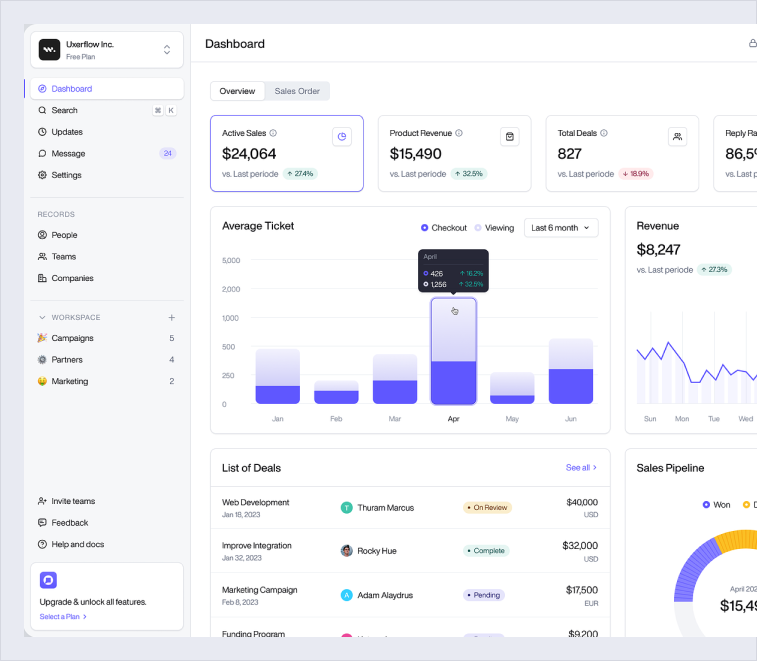 Uxerflow Inc.
Free Plan
Dashboard
Search
⌘ K
Updates
Message
24
Settings
RECORDS
People
Teams
Companies
WORKSPACE
Campaigns
5
Partners
4
Marketing
2
Invite teams
Feedback
Help and docs
Upgrade & unlock all features.
Select a Plan
Dashboard
Overview
Sales Order
Active Sales
$24,064
vs. Last periode
27.4%
Product Revenue
$15,490
vs. Last periode
32.5%
Total Deals
827
vs. Last periode
18.9%
Reply Ra
86,5
vs. Last p
Average Ticket
Checkout
Viewing
Last 6 month
5,000
2,000
1,000
500
250
0
April
426
16.2%
1,256
32.5%
Jan
Feb
Mar
Apr
May
Jun
Revenue
$8,247
vs. Last periode
27.3%
Sun
Mon
Tue
Wed
List of Deals
See all
Web Development
Jan 18, 2023
Thuram Marcus
On Review
$40,000
USD
Improve Integration
Jan 32, 2023
Rocky Hue
Complete
$32,000
USD
Marketing Campaign
Feb 8, 2023
Adam Alaydrus
Pending
$17,500
EUR
Funding Program
$9,200
Sales Pipeline
Won
April 202
$15,49